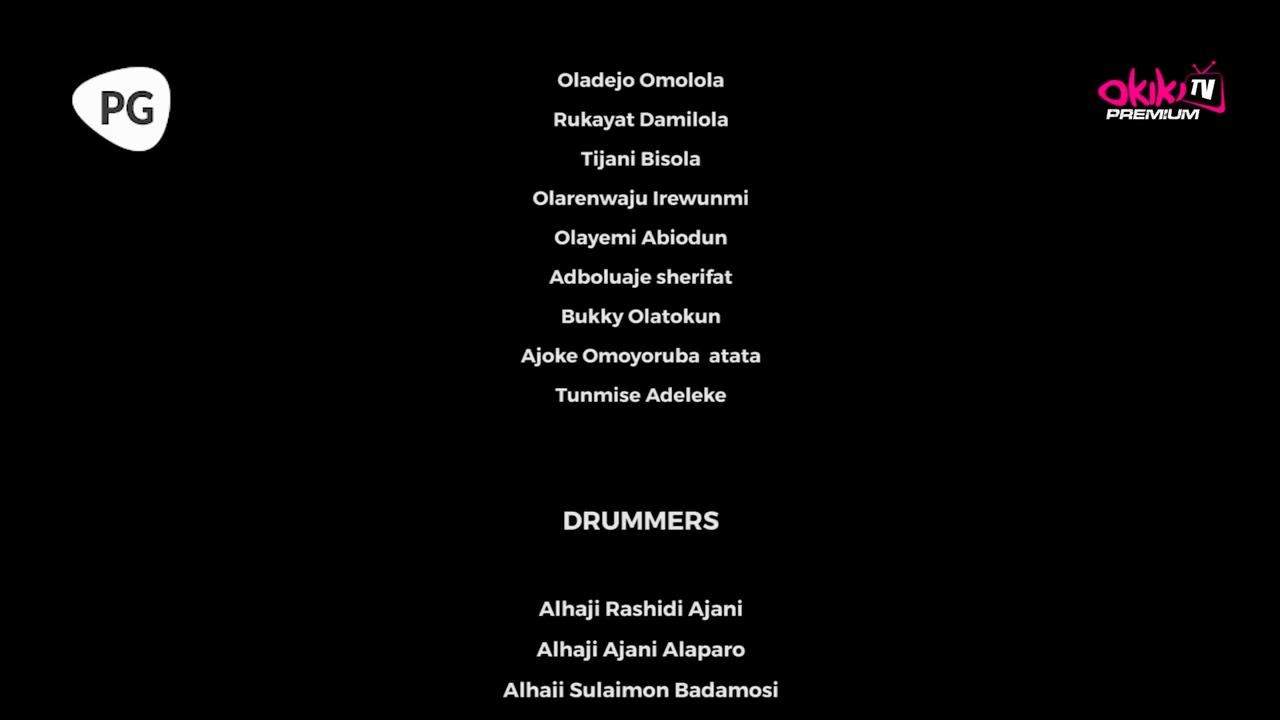 PG
okiki TV
PREMIUM
Oladejo Omolola
Rukayat Damilola
Tijani Bisola
Olarenwaju Irewunmi
Olayemi Abiodun
Adboluaje sherifat
Bukky Olatokun
Ajoke Omoyoruba atata
Tunmise Adeleke
DRUMMERS
Alhaji Rashidi Ajani
Alhaji Ajani Alaparo
Alhaji Sulaimon Badamosi